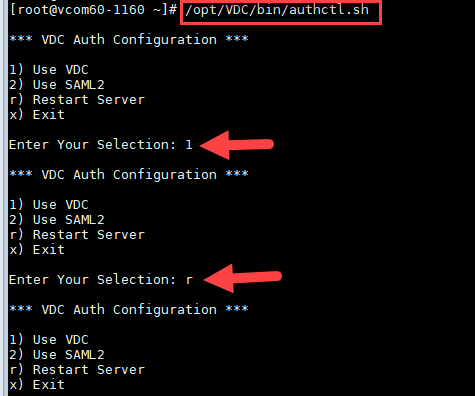 [root@vcom60-1160 ~]# /opt/VDC/bin/authctl.sh
*** VDC Auth Configuration ***
1) Use VDC
2) Use SAML2
r) Restart Server
x) Exit
Enter Your Selection: 1
*** VDC Auth Configuration ***
1) Use VDC
2) Use SAML2
r) Restart Server
x) Exit
Enter Your Selection: r
*** VDC Auth Configuration ***
1) Use VDC
2) Use SAML2
r) Restart Server
x) Exit